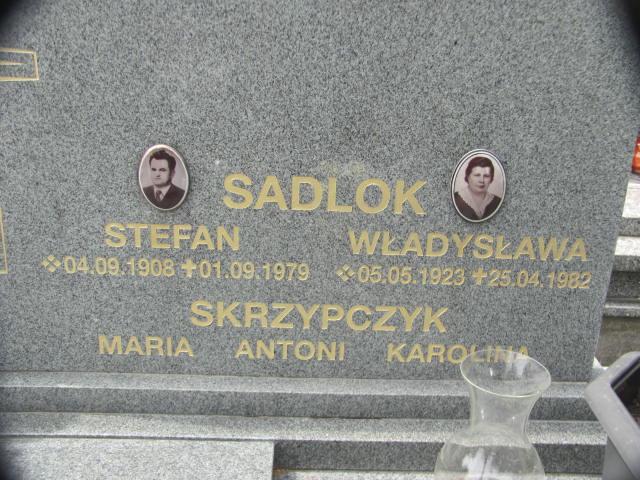 SADLOK
STEFAN WŁADYSŁAWA
04.09.1908 ✝01.09.1979 05.05.1923 ✝25.04.1982
SKRZYPCZYK
MARIA ANTONI KAROLINA